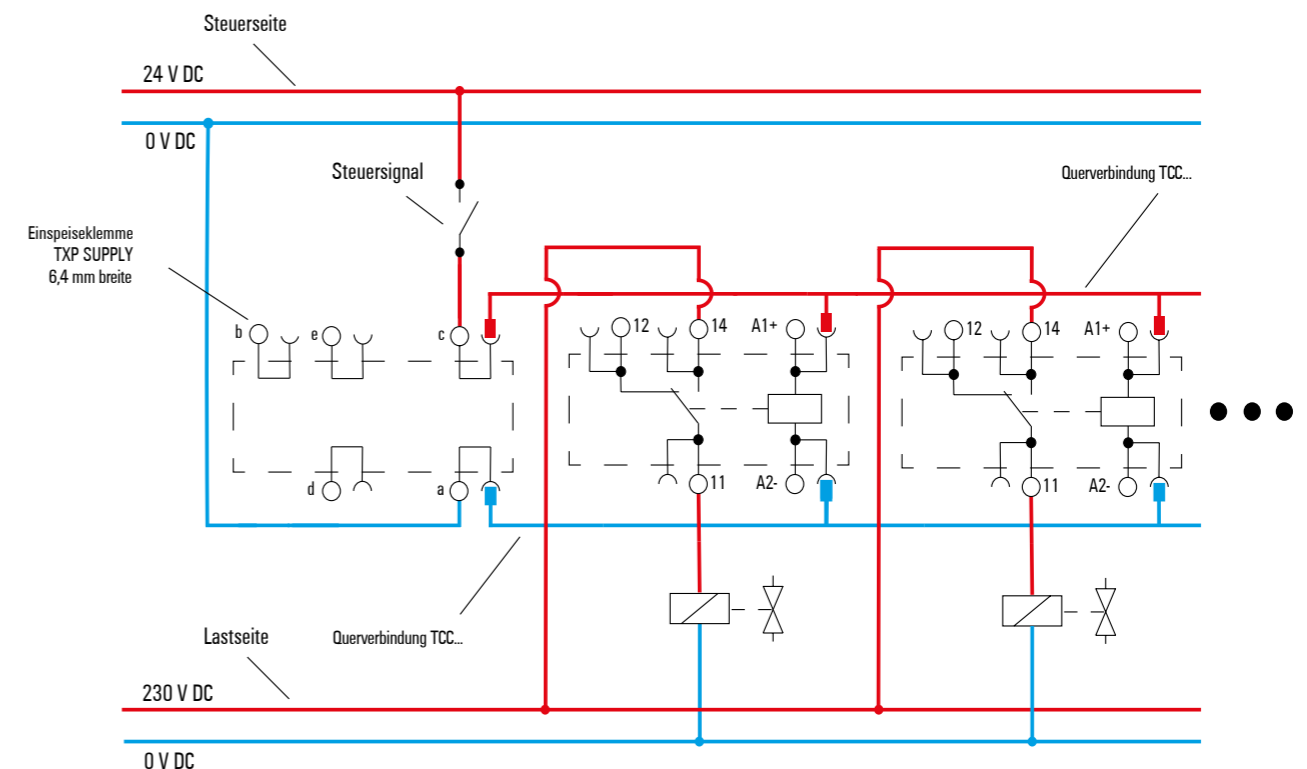 Steuerseite
24 V DC
0 V DC
Steuersignal
Querverbindung TCC...
Einspeiseklemme
TXP SUPPLY
6,4 mm breite
b
e
c
12
14
A1+
12
14
A1+
d
a
11
A2-
11
A2-
Lastseite
Querverbindung TCC...
230 V DC
0 V DC